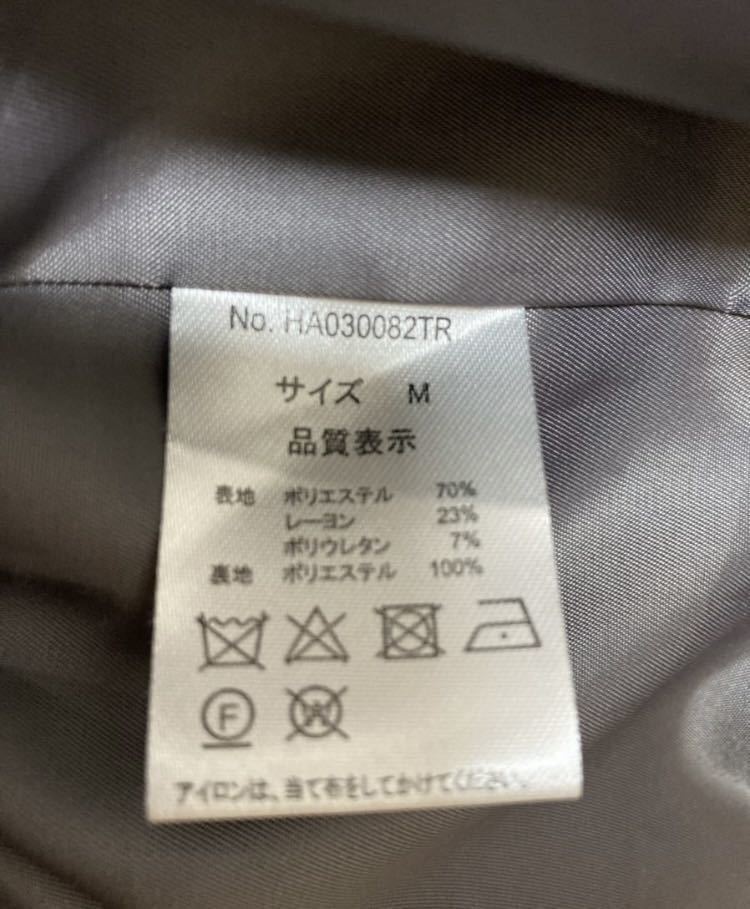 No. HA030082TR
サイズ M
品質表示
表地 ポリエステル 70%
レーヨン 23%
ポリウレタン 7%
裏地 ポリエステル 100%
F W
アイロンは、当て布をしてかけてください。